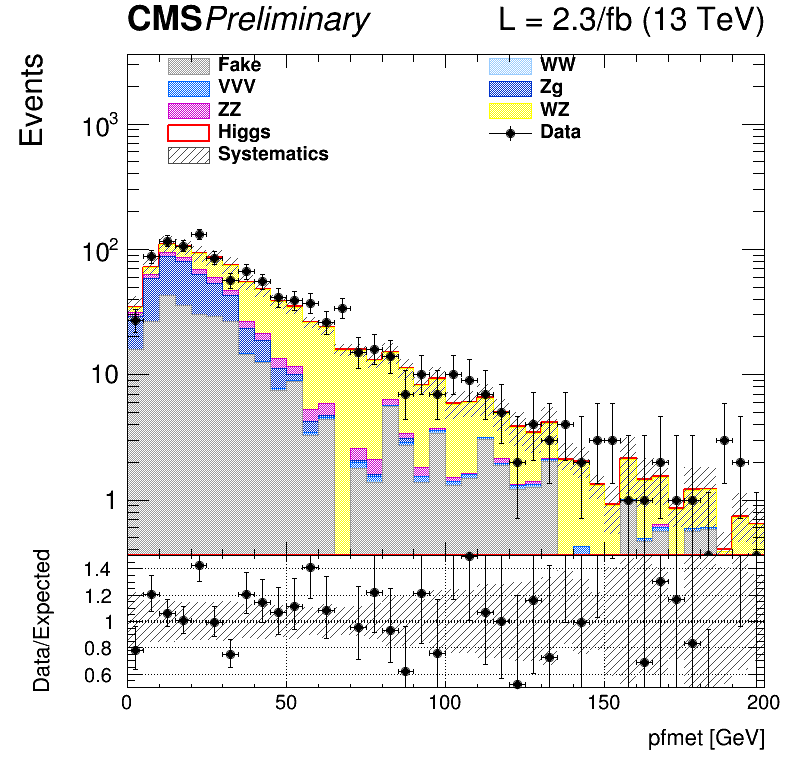 CMS Preliminary L = 2.3/fb (13 TeV)
Events
Fake WW
VVV Zg
ZZ WZ
Higgs Data
Systematics
10³
10²
10
1
Data/Expected
1.4
1.2
1
0.8
0.6
0 50 100 150 200
pfmet [GeV]